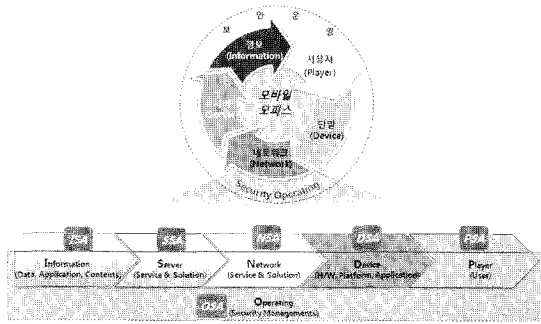 보 안 운 영
정보
(Information)
사용자
(Player)
모바일
오피스
단말
(Device)
네트워크
(Network)
Security Operating
ISA
SSA
NSA
DSA
PSA
Information
(Data, Application, Contents)
Server
(Service & Solution)
Network
(Service & Solution)
Device
(H/W, Platform, Application)
Player
(User)
OSA
Operating
(Security Managements)